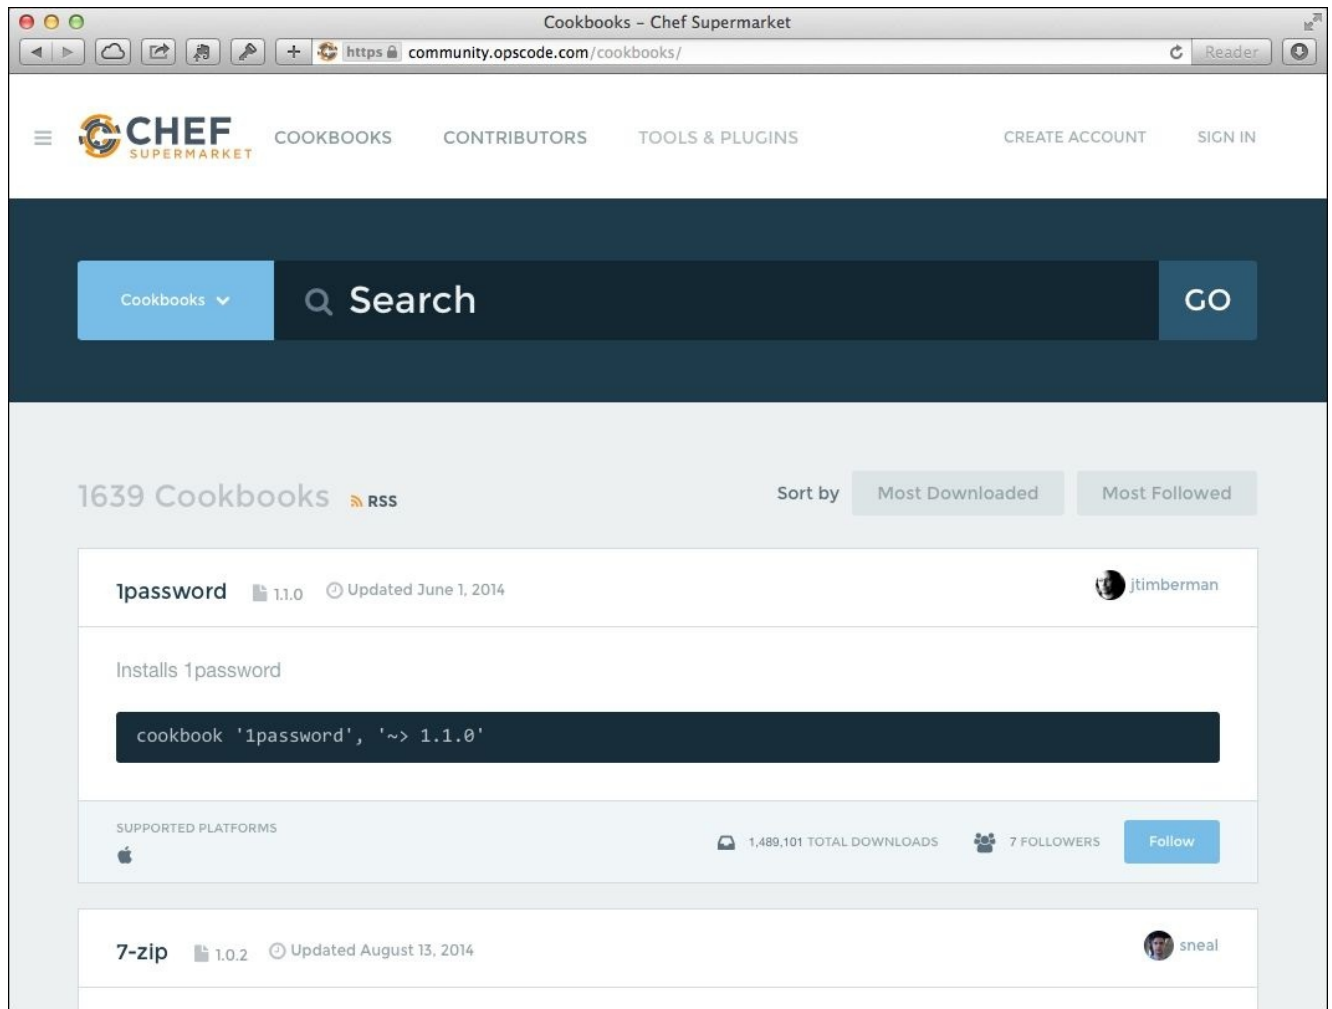 Cookbooks – Chef Supermarket
https community.opscode.com/cookbooks/ Reader
CHEF SUPERMARKET COOKBOOKS CONTRIBUTORS TOOLS & PLUGINS CREATE ACCOUNT SIGN IN
Cookbooks Search GO
1639 Cookbooks RSS Sort by Most Downloaded Most Followed
1password 1.1.0 Updated June 1, 2014 jtimberman
Installs 1password
cookbook '1password', '~> 1.1.0'
SUPPORTED PLATFORMS
1,489,101 TOTAL DOWNLOADS 7 FOLLOWERS Follow
7-zip 1.0.2 Updated August 13, 2014 sneal